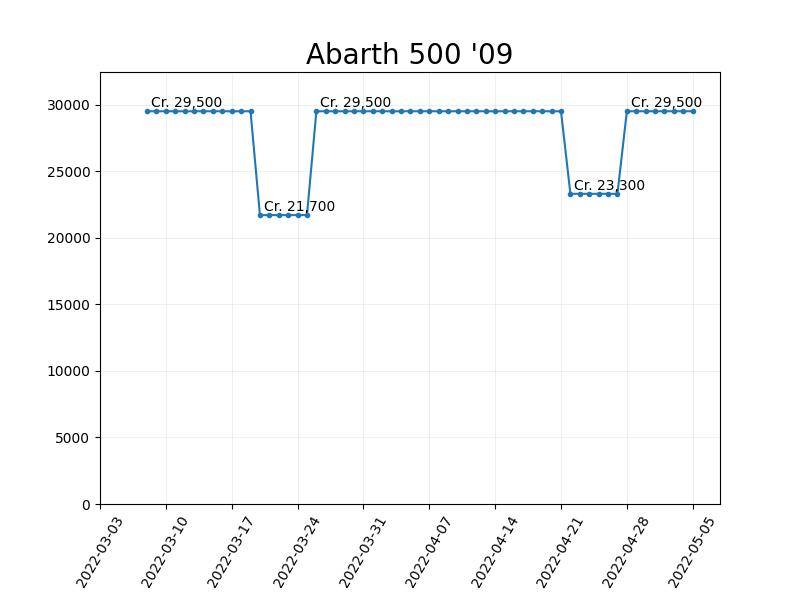 Abarth 500 '09
30000
25000
20000
15000
10000
5000
0
Cr. 29,500
Cr. 21,700
Cr. 29,500
Cr. 23,300
Cr. 29,500
2022-03-03
2022-03-10
2022-03-17
2022-03-24
2022-03-31
2022-04-07
2022-04-14
2022-04-21
2022-04-28
2022-05-05